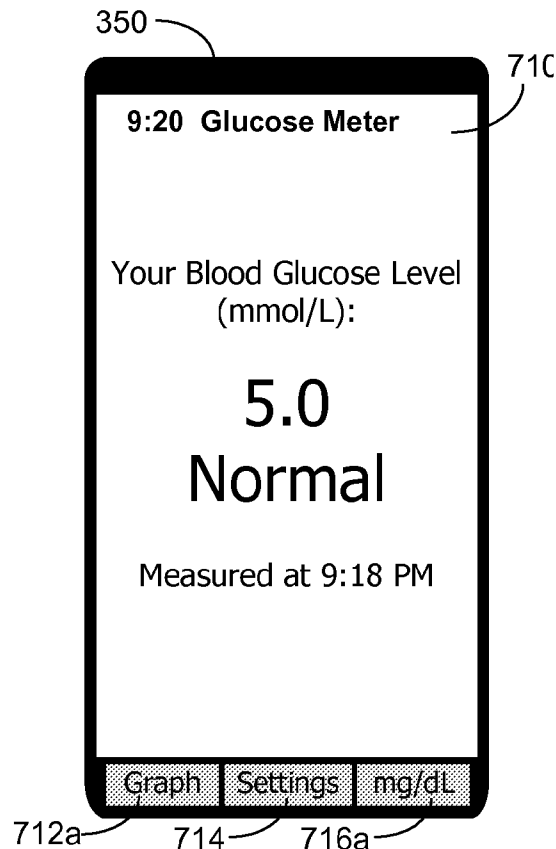 350
710
9:20 Glucose Meter
Your Blood Glucose Level
(mmol/L):
5.0
Normal
Measured at 9:18 PM
Graph Settings mg/dL
712a 714 716a